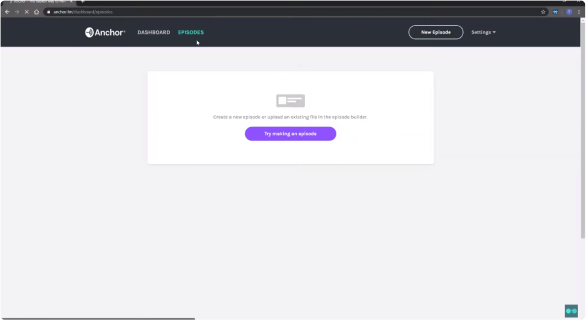 anchor.fm/dashboard/episodes
Anchor
DASHBOARD
EPISODES
New Episode
Settings
Create a new episode or upload an existing file in the episode builder.
Try making an episode